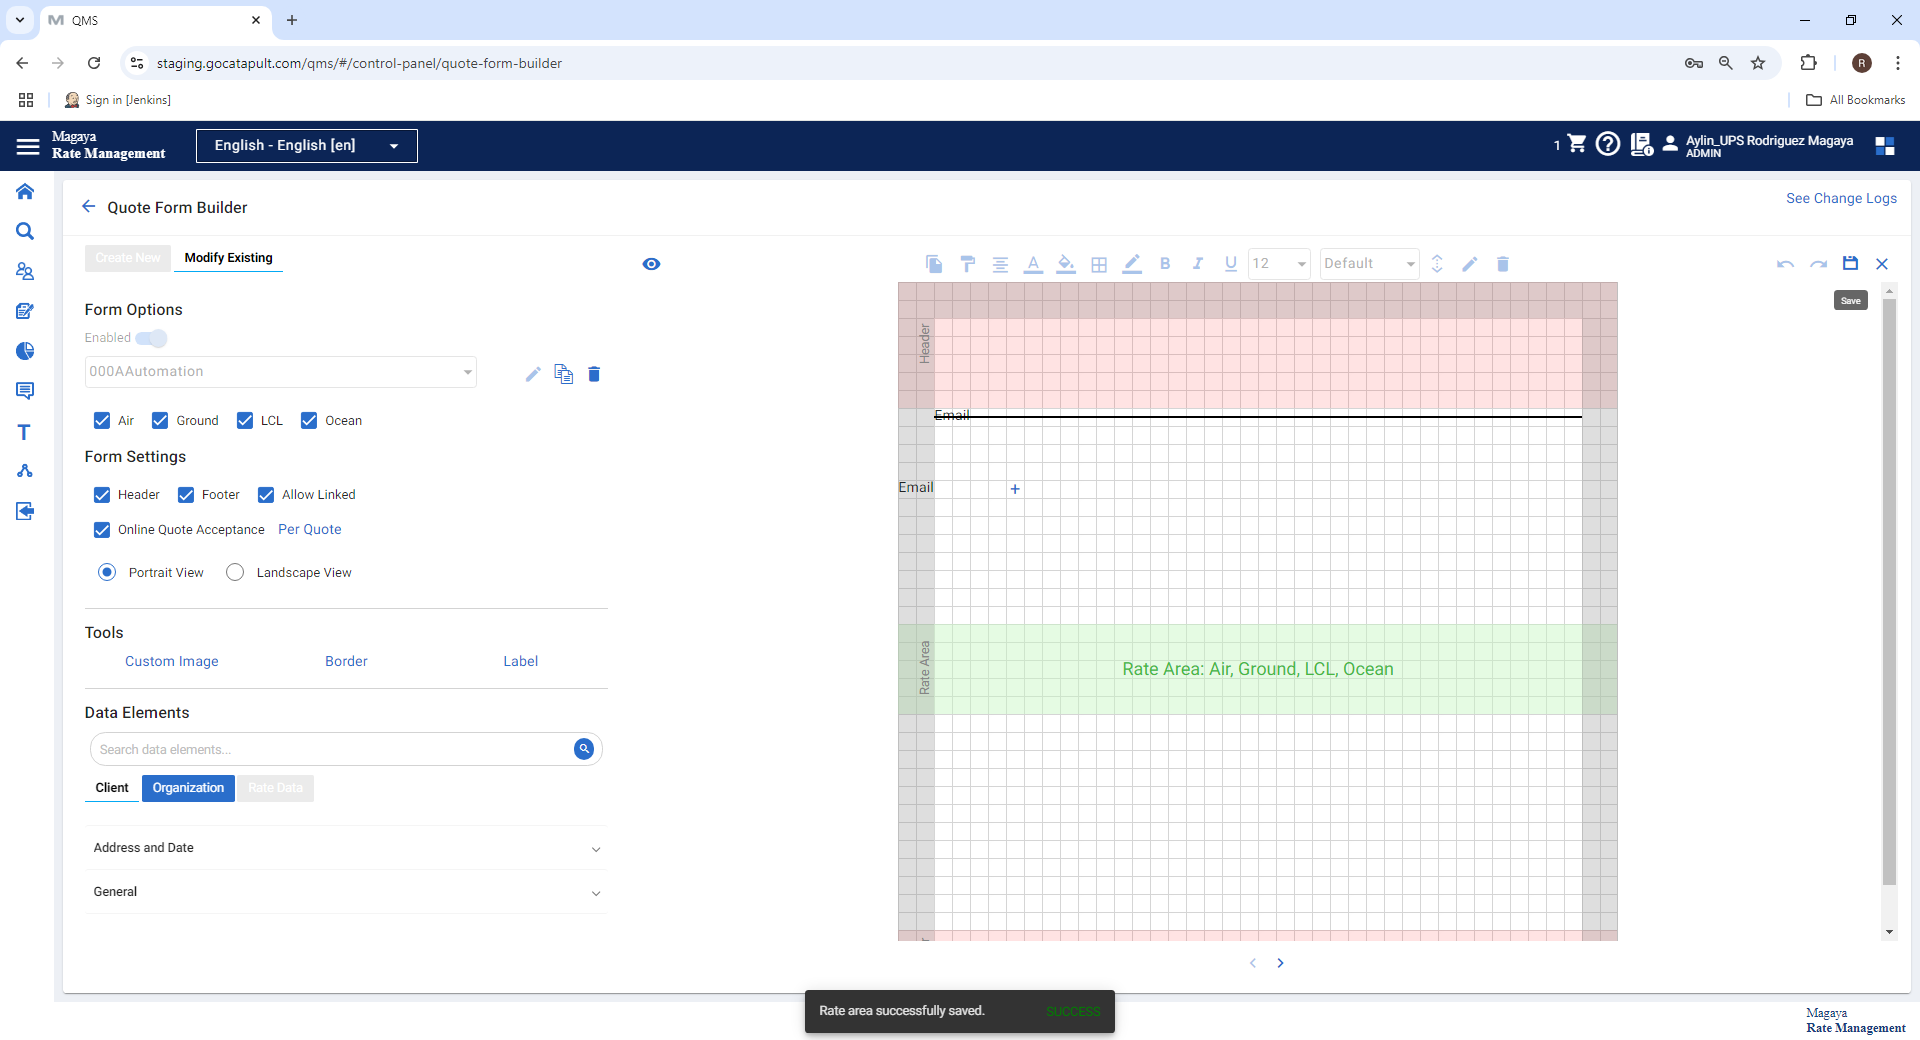 QMS
staging.gocatapult.com/qms/#/control-panel/quote-form-builder
R
Sign in [Jenkins]
All Bookmarks
Magaya
Rate Management
English - English [en]
1
Aylin_UPS Rodriguez Magaya
ADMIN
Quote Form Builder
See Change Logs
Create New
Modify Existing
12
Default
Save
Form Options
Enabled
000AAutomation
Air
Ground
LCL
Ocean
Form Settings
Header
Footer
Allow Linked
Online Quote Acceptance
Per Quote
Portrait View
Landscape View
Tools
Custom Image
Border
Label
Data Elements
Search data elements...
Client
Organization
Rate Data
Address and Date
General
Header
Email
Email
Rate Area
Rate Area: Air, Ground, LCL, Ocean
Rate area successfully saved.
SUCCESS
Magaya
Rate Management